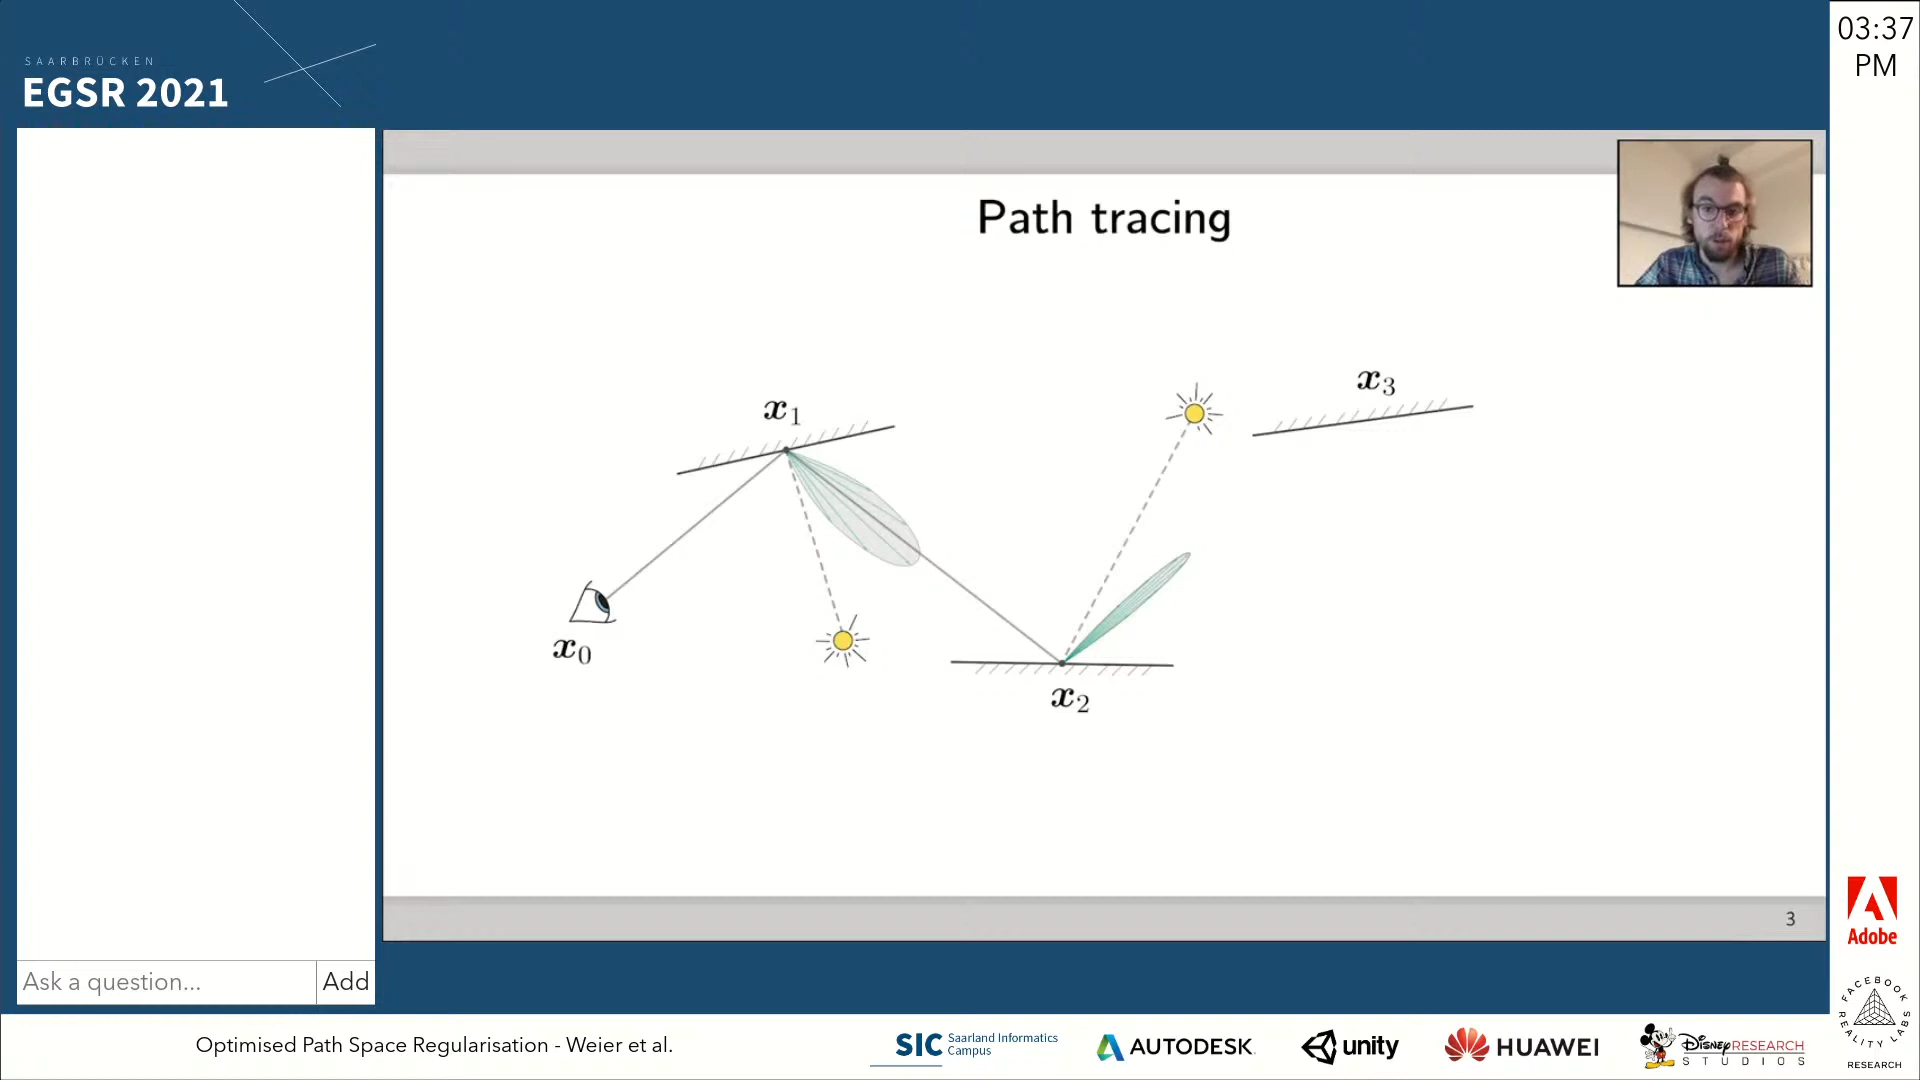 SAARBRÜCKEN
EGSR 2021
03:37
PM
Path tracing
x1
x3
x0
x2
3
Ask a question...
Add
Optimised Path Space Regularisation - Weier et al.
SIC Saarland Informatics
Campus
AUTODESK
unity
HUAWEI
Disney RESEARCH
STUDIOS
Adobe
FACEBOOK
REALITY LABS
RESEARCH